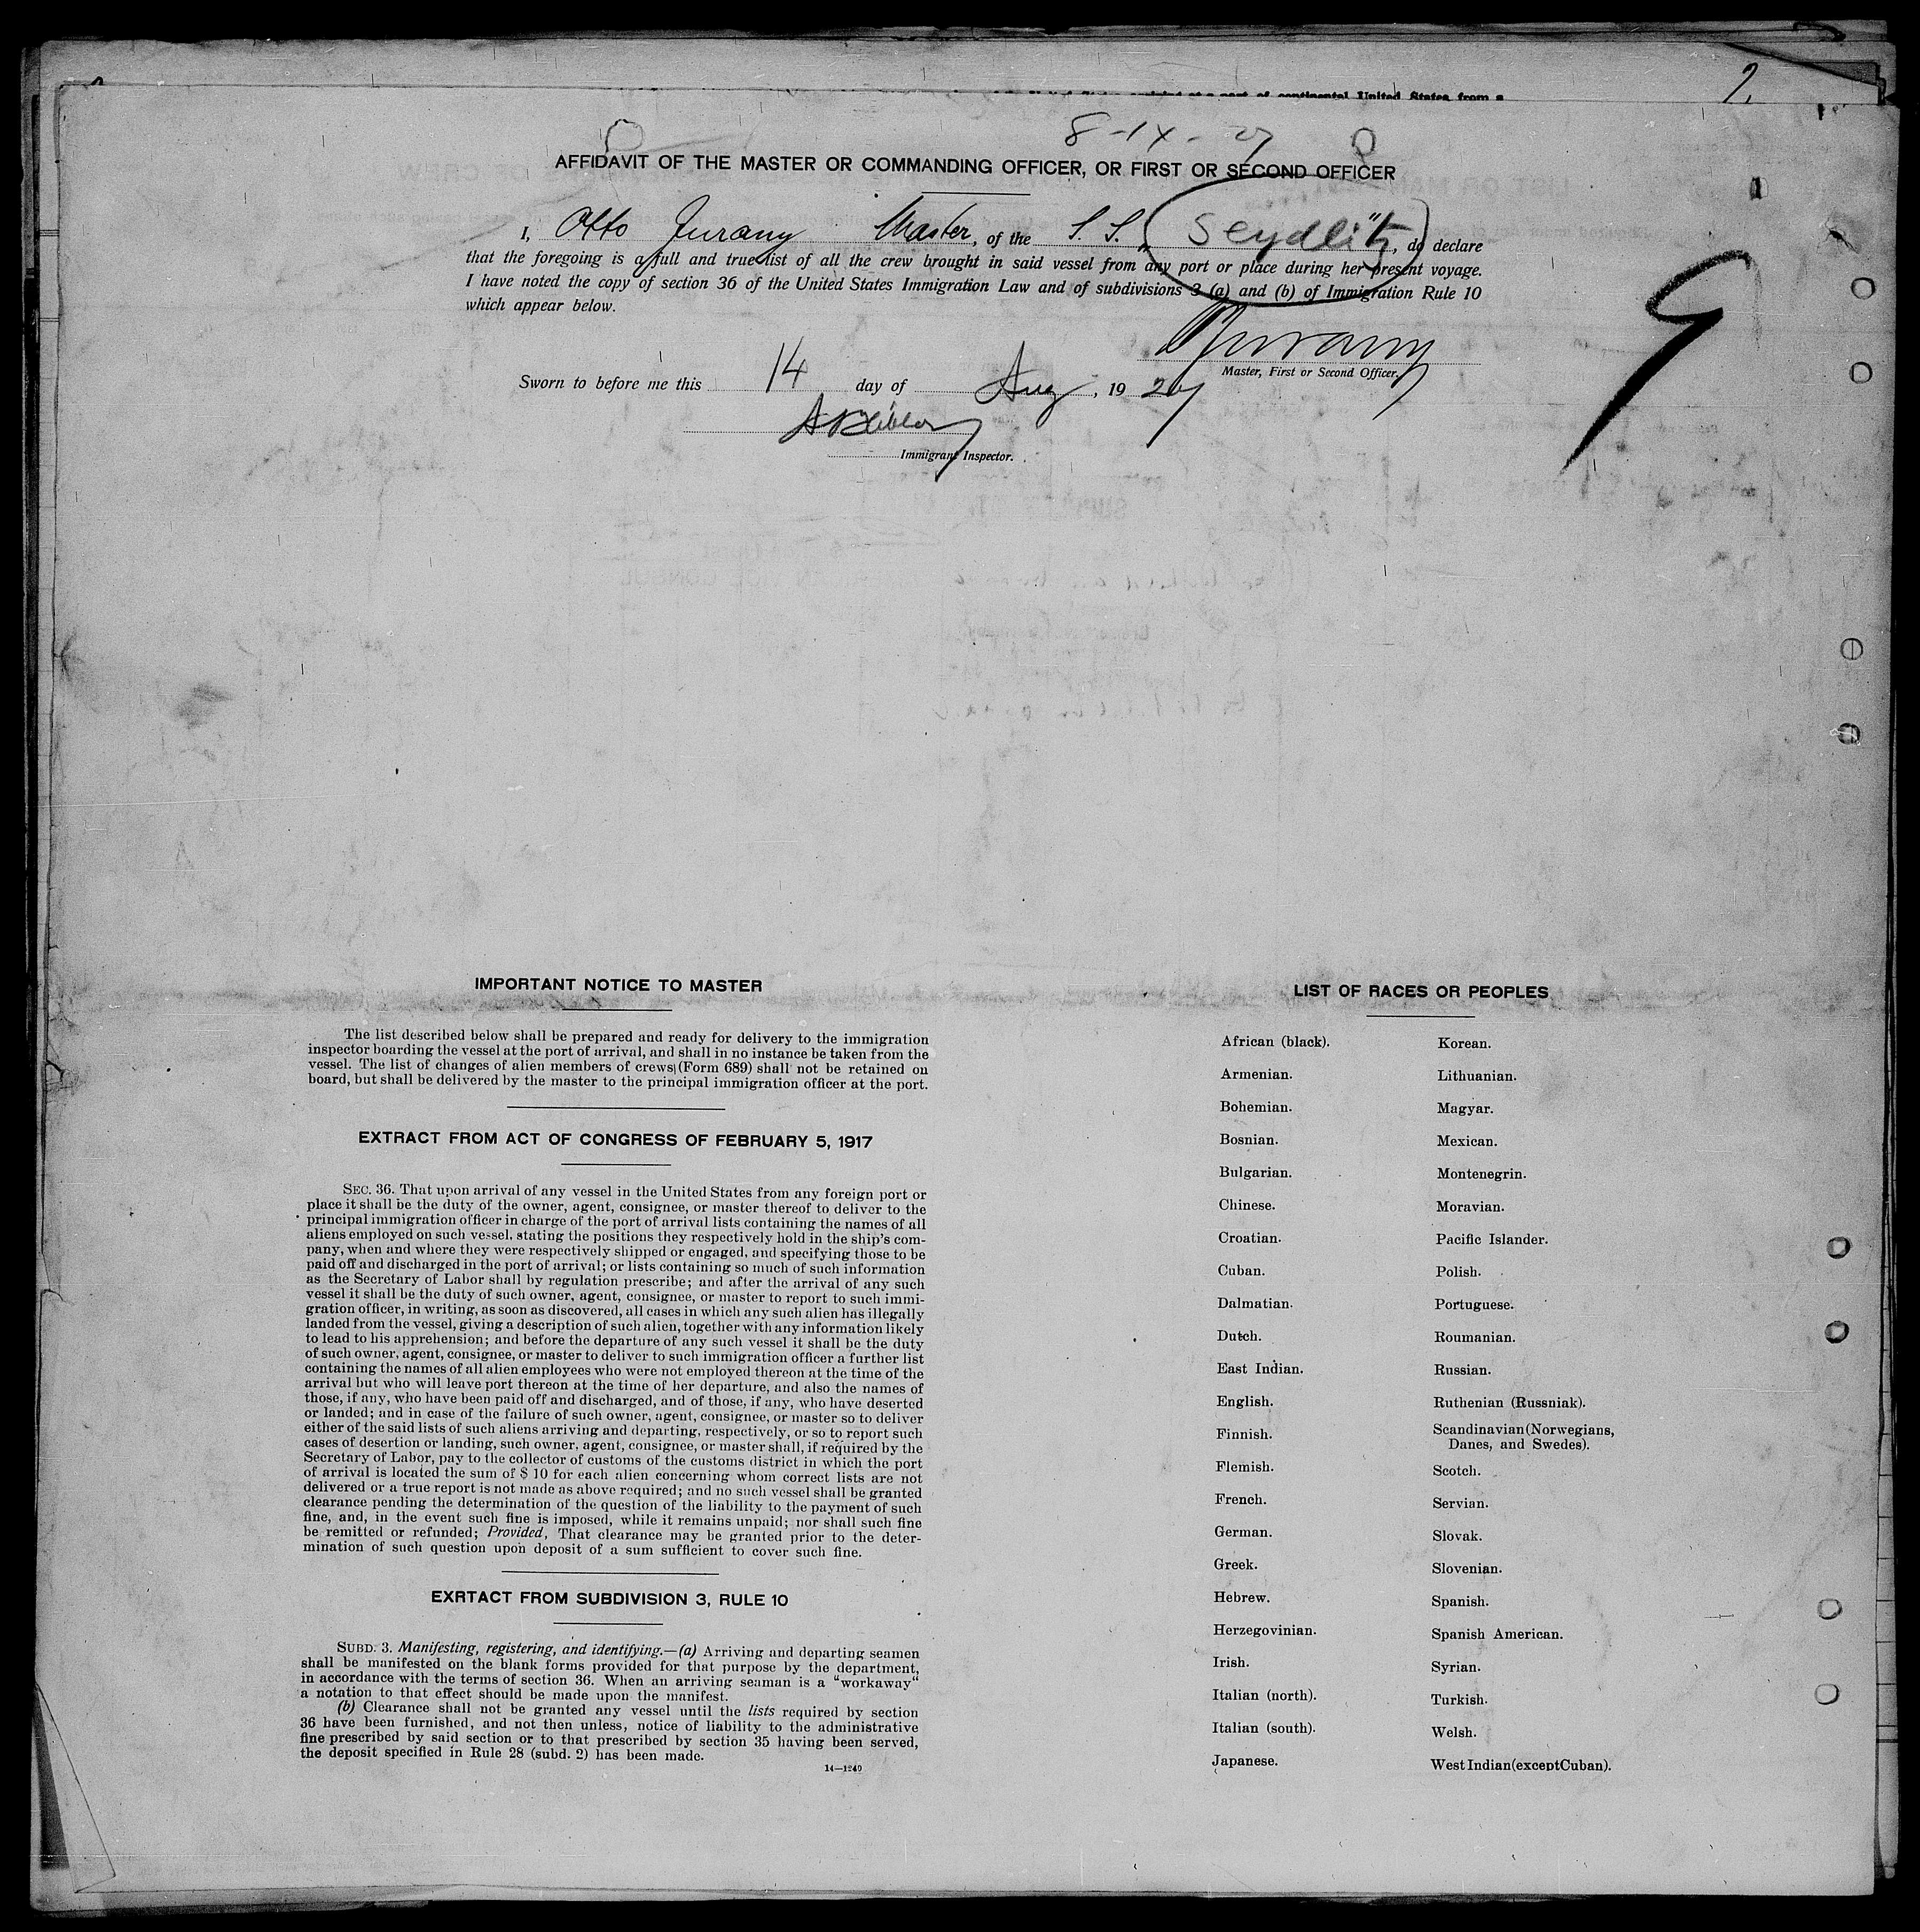 2
8-14-27
AFFIDAVIT OF THE MASTER OR COMMANDING OFFICER, OR FIRST OR SECOND OFFICER
I, Otto Jurany Master, of the S. S. „Seydlitz", do declare
that the foregoing is a full and true list of all the crew brought in said vessel from any port or place during her present voyage.
I have noted the copy of section 36 of the United States Immigration Law and of subdivisions 3 (a) and (b) of Immigration Rule 10
which appear below.
Jurany
Master, First or Second Officer.
Sworn to before me this 14 day of Aug, 1927
Immigrant Inspector.
9
IMPORTANT NOTICE TO MASTER
The list described below shall be prepared and ready for delivery to the immigration
inspector boarding the vessel at the port of arrival, and shall in no instance be taken from the
vessel. The list of changes of alien members of crews (Form 689) shall not be retained on
board, but shall be delivered by the master to the principal immigration officer at the port.
EXTRACT FROM ACT OF CONGRESS OF FEBRUARY 5, 1917
SEC. 36. That upon arrival of any vessel in the United States from any foreign port or
place it shall be the duty of the owner, agent, consignee, or master thereof to deliver to the
principal immigration officer in charge of the port of arrival lists containing the names of all
aliens employed on such vessel, stating the positions they respectively hold in the ship's com-
pany, when and where they were respectively shipped or engaged, and specifying those to be
paid off and discharged in the port of arrival; or lists containing so much of such information
as the Secretary of Labor shall by regulation prescribe; and after the arrival of any such
vessel it shall be the duty of such owner, agent, consignee, or master to report to such immi-
gration officer, in writing, as soon as discovered, all cases in which any such alien has illegally
landed from the vessel, giving a description of such alien, together with any information likely
to lead to his apprehension; and before the departure of any such vessel it shall be the duty
of such owner, agent, consignee, or master to deliver to such immigration officer a further list
containing the names of all alien employees who were not employed thereon at the time of the
arrival but who will leave port thereon at the time of her departure, and also the names of
those, if any, who have been paid off and discharged, and of those, if any, who have deserted
or landed; and in case of the failure of such owner, agent, consignee, or master so to deliver
either of the said lists of such aliens arriving and departing, respectively, or so to report such
cases of desertion or landing, such owner, agent, consignee, or master shall, if required by the
Secretary of Labor, pay to the collector of customs of the customs district in which the port
of arrival is located the sum of $ 10 for each alien concerning whom correct lists are not
delivered or a true report is not made as above required; and no such vessel shall be granted
clearance pending the determination of the question of the liability to the payment of such
fine, and, in the event such fine is imposed, while it remains unpaid; nor shall such fine
be remitted or refunded; Provided, That clearance may be granted prior to the deter-
mination of such question upon deposit of a sum sufficient to cover such fine.
EXRTACT FROM SUBDIVISION 3, RULE 10
SUBD. 3. Manifesting, registering, and identifying.—(a) Arriving and departing seamen
shall be manifested on the blank forms provided for that purpose by the department,
in accordance with the terms of section 36. When an arriving seaman is a "workaway"
a notation to that effect should be made upon the manifest.
(b) Clearance shall not be granted any vessel until the lists required by section
36 have been furnished, and not then unless, notice of liability to the administrative
fine prescribed by said section or to that prescribed by section 35 having been served,
the deposit specified in Rule 28 (subd. 2) has been made.
14—1240
LIST OF RACES OR PEOPLES
African (black). Korean.
Armenian. Lithuanian.
Bohemian. Magyar.
Bosnian. Mexican.
Bulgarian. Montenegrin.
Chinese. Moravian.
Croatian. Pacific Islander.
Cuban. Polish.
Dalmatian. Portuguese.
Dutch. Roumanian.
East Indian. Russian.
English. Ruthenian (Russniak).
Finnish. Scandinavian(Norwegians,
Danes, and Swedes).
Flemish. Scotch.
French. Servian.
German. Slovak.
Greek. Slovenian.
Hebrew. Spanish.
Herzegovinian. Spanish American.
Irish. Syrian.
Italian (north). Turkish.
Italian (south). Welsh.
Japanese. West Indian(except Cuban).